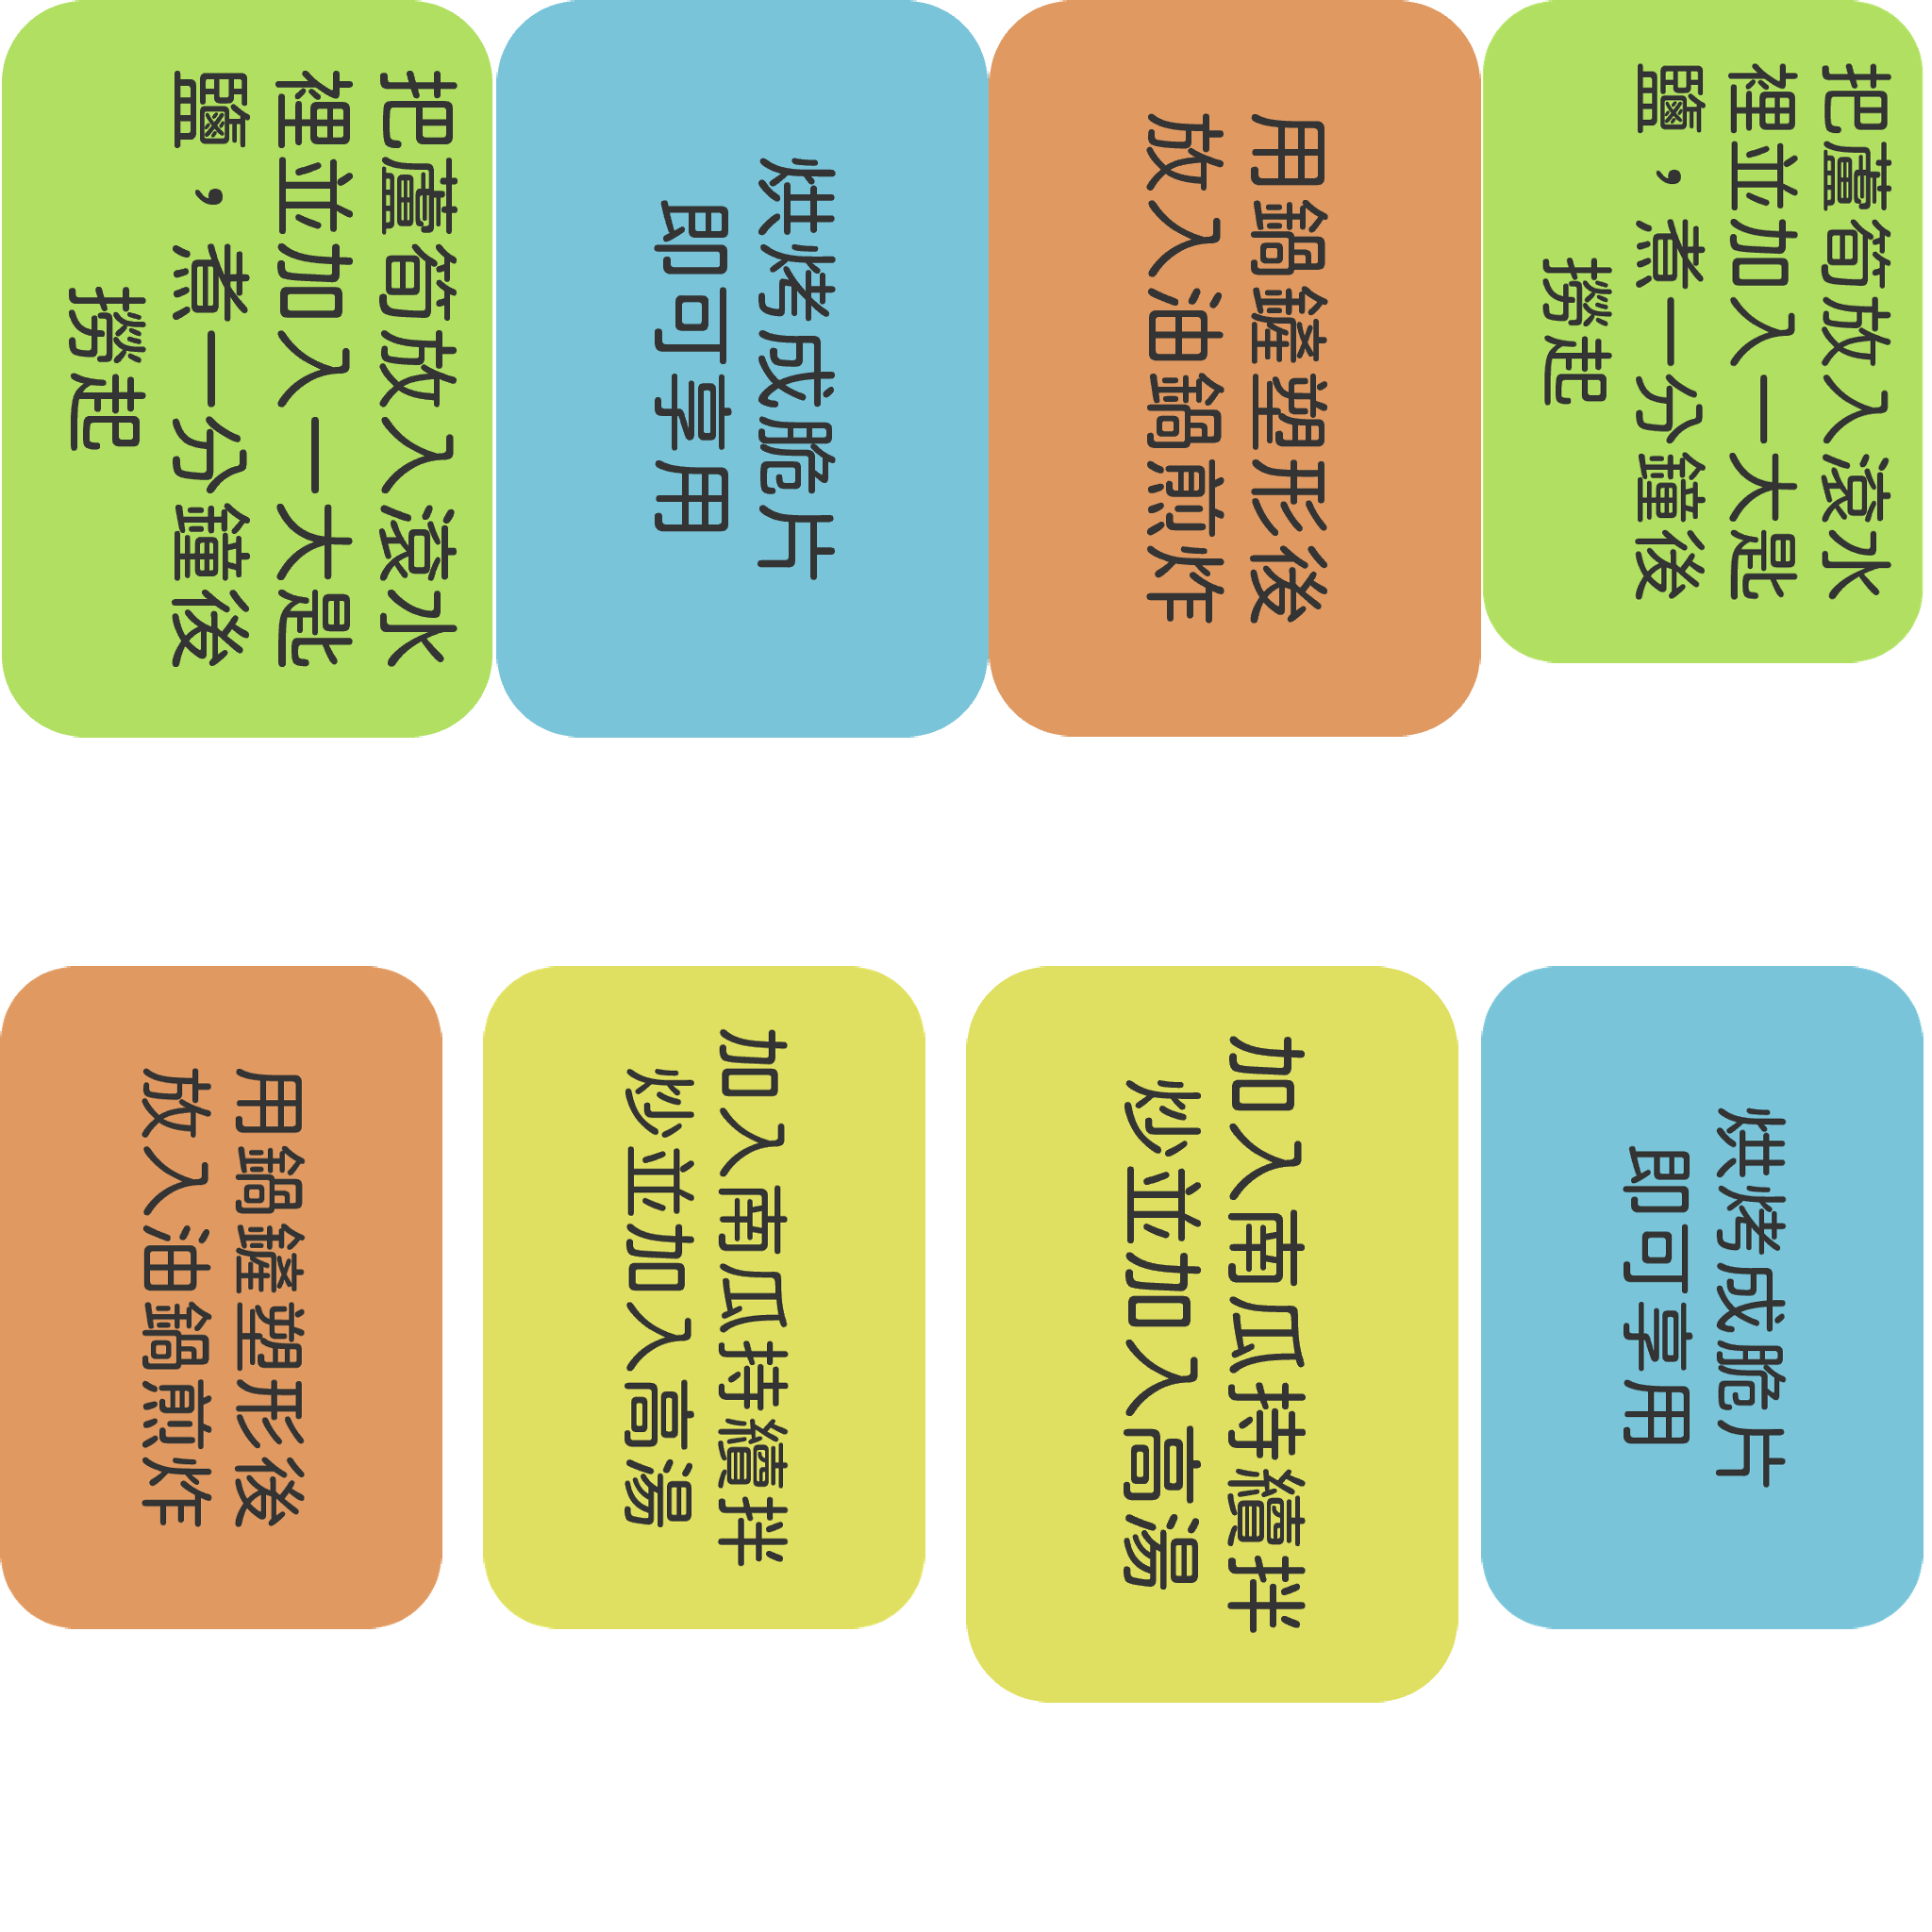 把蘆筍放入滾水
裡並加入一大匙
鹽，煮一分鐘後
撈起
烘烤成脆片
即可享用
用鍋鏟塑形後
放入油鍋煎炸
把蘆筍放入滾水
裡並加入一大匙
鹽，煮一分鐘後
撈起
用鍋鏟塑形後
放入油鍋煎炸
加入南瓜持續拌
炒並加入高湯
加入南瓜持續拌
炒並加入高湯
烘烤成脆片
即可享用